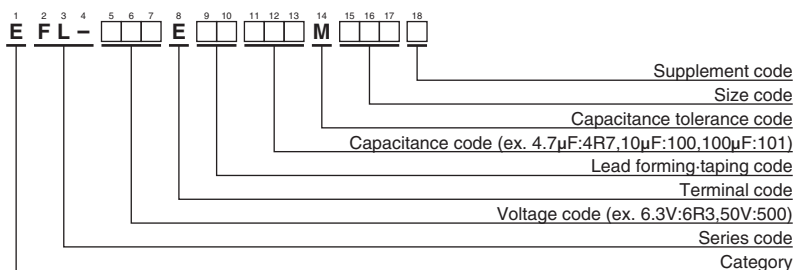 1 2 3 4 5 6 7 8 9 10 11 12 13 14 15 16 17 18
E F L – E M
Supplement code
Size code
Capacitance tolerance code
Capacitance code (ex. 4.7µF:4R7,10µF:100,100µF:101)
Lead forming·taping code
Terminal code
Voltage code (ex. 6.3V:6R3,50V:500)
Series code
Category